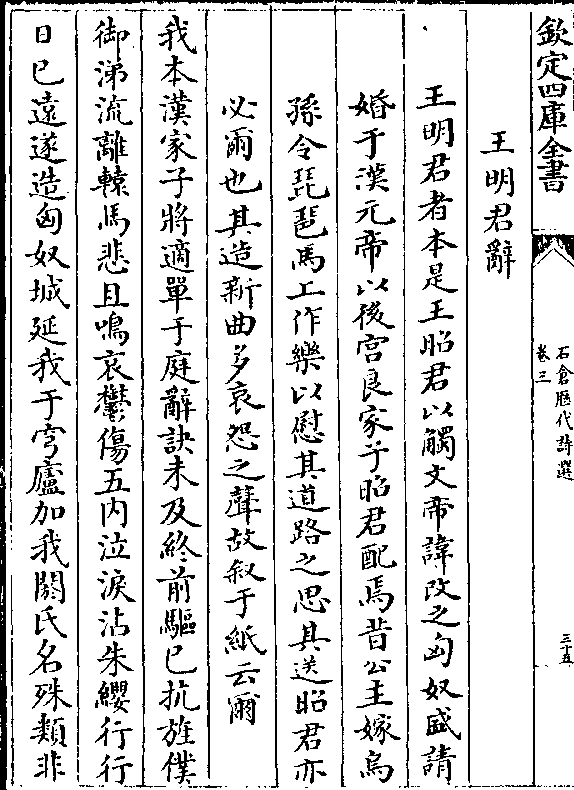 欽定四庫全書
石倉歷代詩選
卷三
三十五
王明君辭
王明君者本是王昭君以觸文帝諱改之匈奴盛請
婚于漢元帝以後宫良家子昭君配焉昔公主嫁烏
孫令琵琶馬上作樂以慰其道路之思其送昭君亦
必爾也其造新曲多哀怨之聲故叙于紙云爾
我本漢家子將適單于庭辭訣未及終前驅已抗旌僕
御涕流離轅馬悲且鳴哀鬱傷五内泣淚沾朱纓行行
日已遠遂造匈奴城延我于穹廬加我閼氏名殊類非